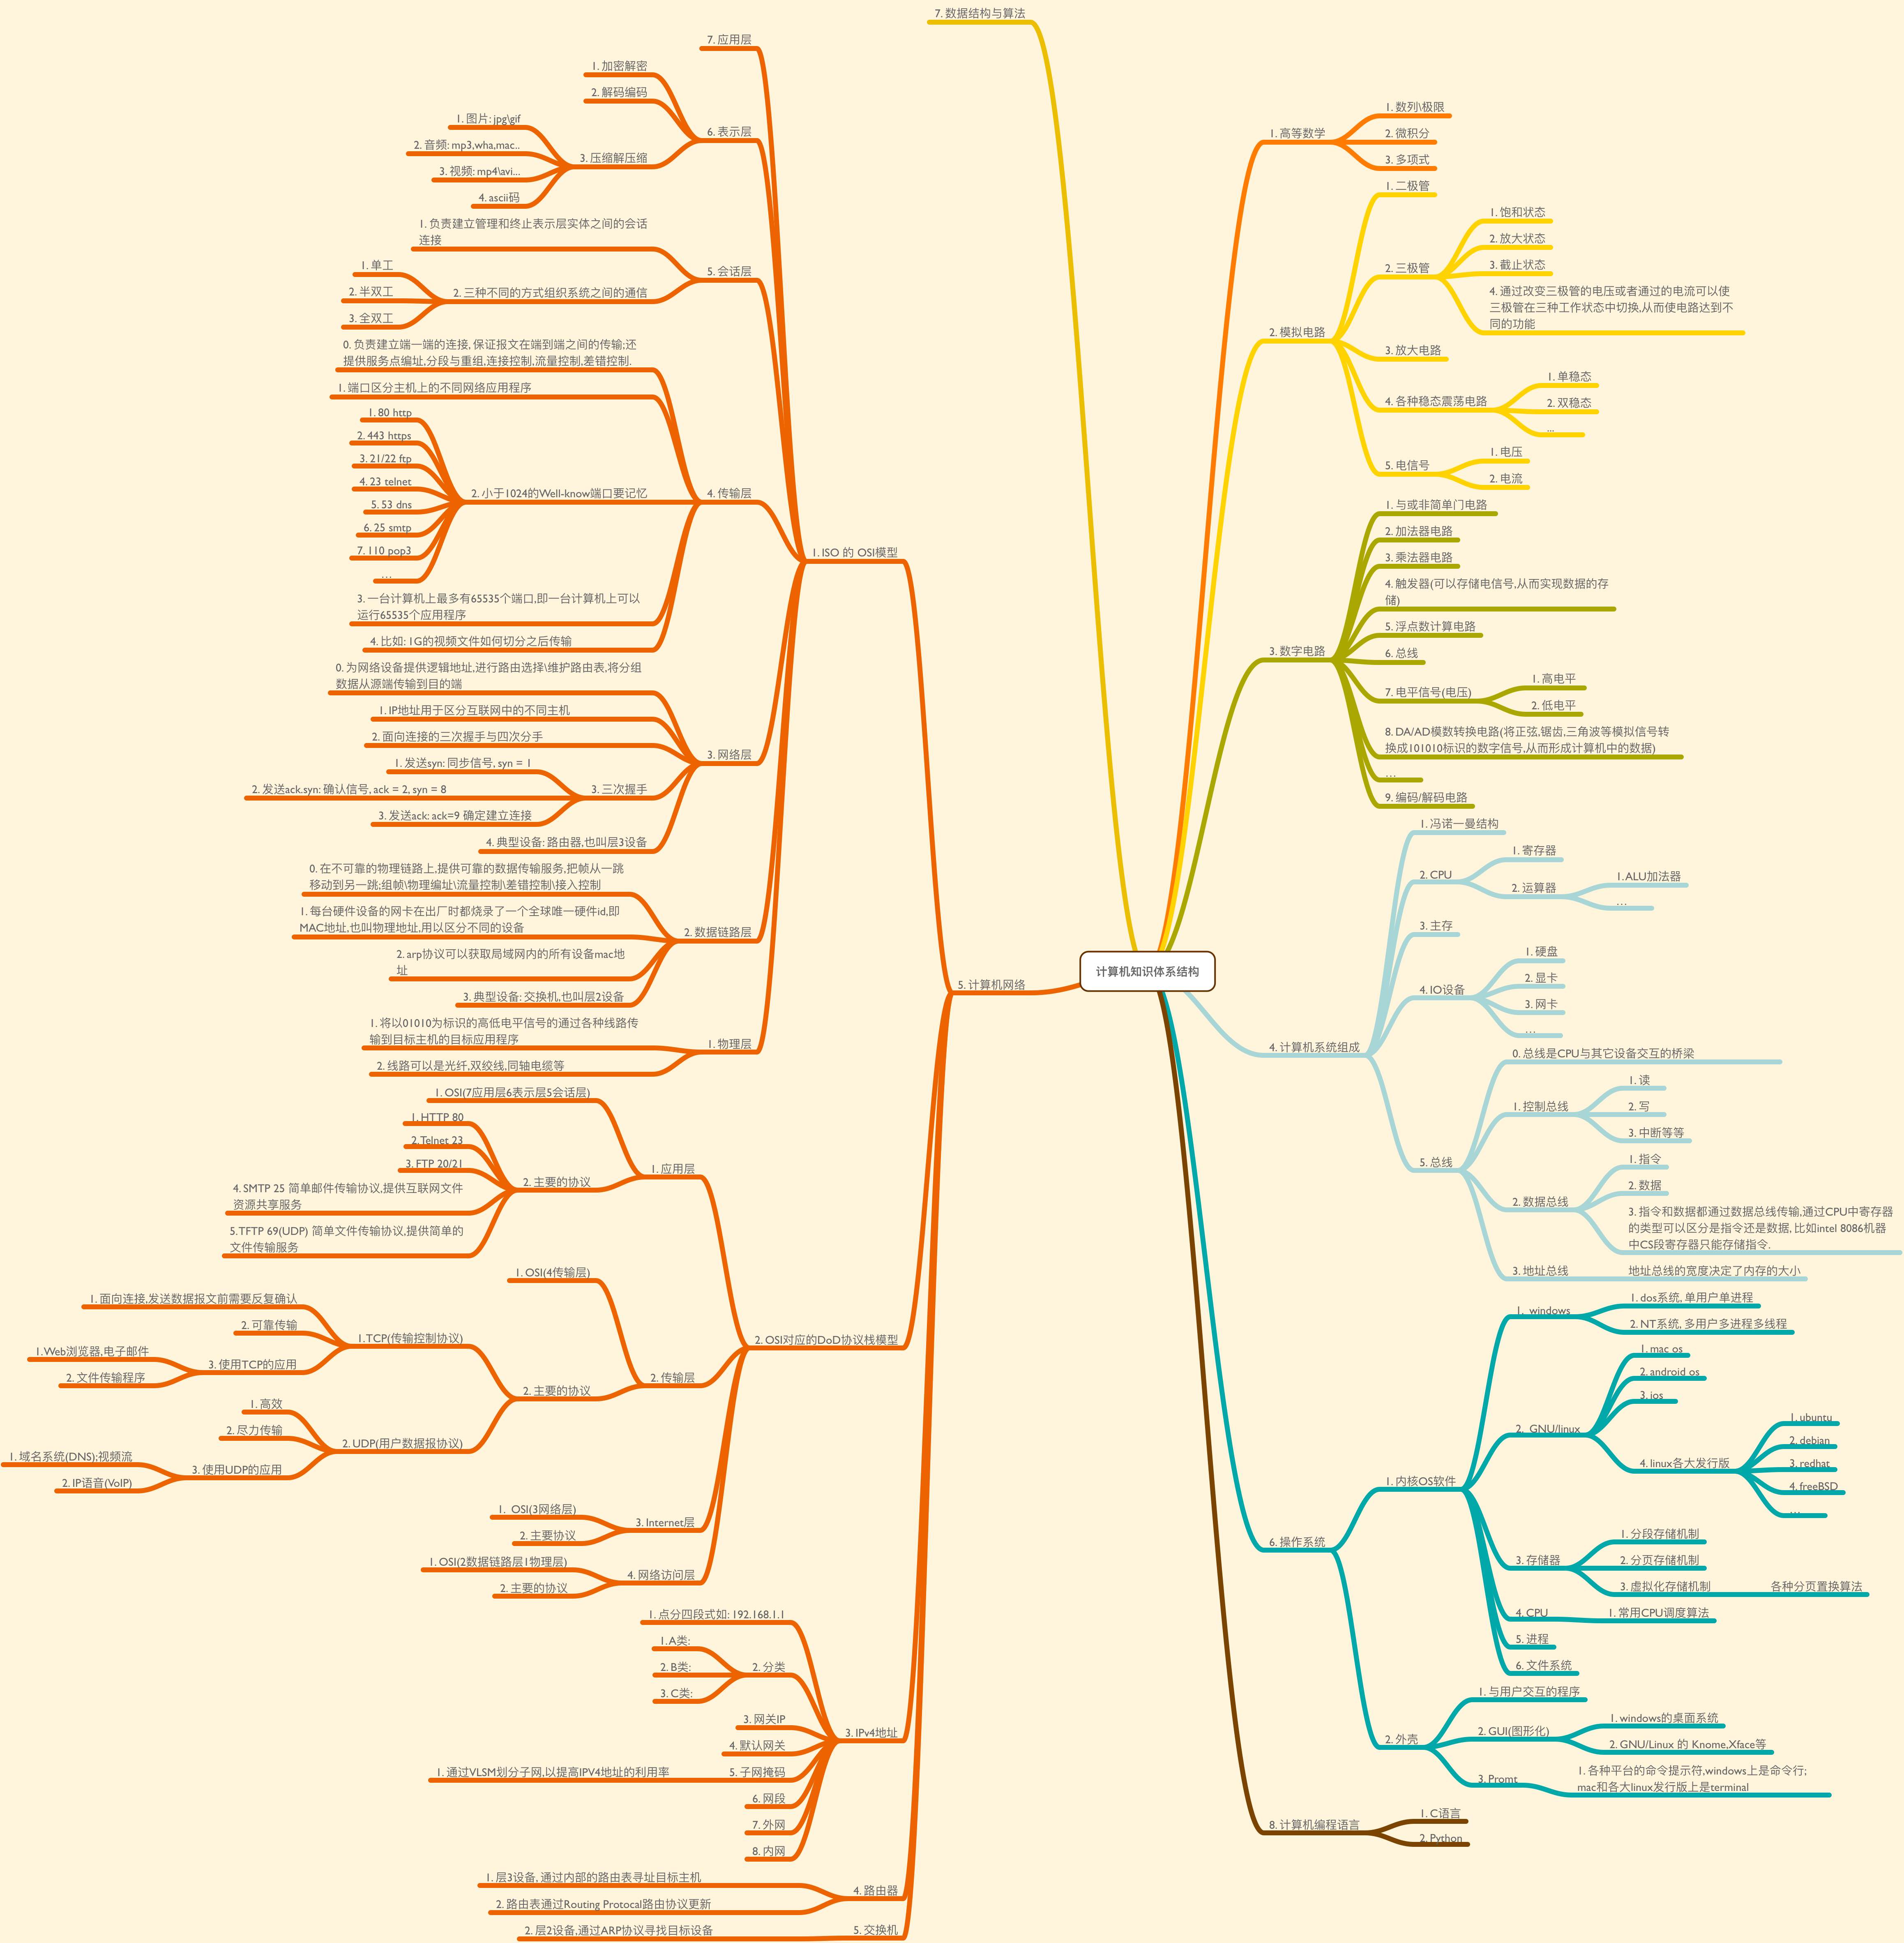 计算机知识体系结构
1. 高等数学
1. 数列\极限
2. 微积分
3. 多项式
2. 模拟电路
1. 二极管
2. 三极管
1. 饱和状态
2. 放大状态
3. 截止状态
4. 通过改变三极管的电压或者通过的电流可以使
三极管在三种工作状态中切换,从而使电路达到不
同的功能
3. 放大电路
4. 各种稳态震荡电路
1. 单稳态
2. 双稳态
...
5. 电信号
1. 电压
2. 电流
3. 数字电路
1. 与或非简单门电路
2. 加法器电路
3. 乘法器电路
4. 触发器(可以存储电信号,从而实现数据的存
储)
5. 浮点数计算电路
6. 总线
7. 电平信号(电压)
1. 高电平
2. 低电平
8. DA/AD模数转换电路(将正弦,锯齿,三角波等模拟信号转
换成101010标识的数字信号,从而形成计算机中的数据)
…
9. 编码/解码电路
4. 计算机系统组成
1. 冯诺一曼结构
2. CPU
1. 寄存器
2. 运算器
1. ALU加法器
…
3. 主存
4. IO设备
1. 硬盘
2. 显卡
3. 网卡
…
5. 总线
0. 总线是CPU与其它设备交互的桥梁
1. 控制总线
1. 读
2. 写
3. 中断等等
2. 数据总线
1. 指令
2. 数据
3. 指令和数据都通过数据总线传输,通过CPU中寄存器
的类型可以区分是指令还是数据, 比如intel 8086机器
中CS段寄存器只能存储指令.
3. 地址总线
地址总线的宽度决定了内存的大小
6. 操作系统
1. 内核OS软件
1. windows
1. dos系统, 单用户单进程
2. NT系统, 多用户多进程多线程
2. GNU/linux
1. mac os
2. android os
3. ios
4. linux各大发行版
1. ubuntu
2. debian
3. redhat
4. freeBSD
…
3. 存储器
1. 分段存储机制
2. 分页存储机制
3. 虚拟化存储机制
各种分页置换算法
4. CPU
1. 常用CPU调度算法
5. 进程
6. 文件系统
2. 外壳
1. 与用户交互的程序
2. GUI(图形化)
1. windows的桌面系统
2. GNU/Linux 的 Knome,Xface等
3. Promt
1. 各种平台的命令提示符,windows上是命令行;
mac和各大linux发行版上是terminal
8. 计算机编程语言
1. C语言
2. Python
7. 数据结构与算法
5. 计算机网络
1. ISO 的 OSI模型
7. 应用层
6. 表示层
1. 加密解密
2. 解码编码
3. 压缩解压缩
1. 图片: jpg\gif
2. 音频: mp3,wha,mac..
3. 视频: mp4\avi...
4. ascii码
5. 会话层
1. 负责建立管理和终止表示层实体之间的会话
连接
2. 三种不同的方式组织系统之间的通信
1. 单工
2. 半双工
3. 全双工
4. 传输层
0. 负责建立端一端的连接, 保证报文在端到端之间的传输;还
提供服务点编址,分段与重组,连接控制,流量控制,差错控制.
1. 端口区分主机上的不同网络应用程序
2. 小于1024的Well-know端口要记忆
1. 80 http
2. 443 https
3. 21/22 ftp
4. 23 telnet
5. 53 dns
6. 25 smtp
7. 110 pop3
…
3. 一台计算机上最多有65535个端口,即一台计算机上可以
运行65535个应用程序
4. 比如: 1G的视频文件如何切分之后传输
3. 网络层
0. 为网络设备提供逻辑地址,进行路由选择\维护路由表,将分组
数据从源端传输到目的端
1. IP地址用于区分互联网中的不同主机
2. 面向连接的三次握手与四次分手
3. 三次握手
1. 发送syn: 同步信号, syn = 1
2. 发送ack.syn: 确认信号, ack = 2, syn = 8
3. 发送ack: ack=9 确定建立连接
4. 典型设备: 路由器,也叫层3设备
2. 数据链路层
0. 在不可靠的物理链路上,提供可靠的数据传输服务,把帧从一跳
移动到另一跳;组帧\物理编址\流量控制\差错控制\接入控制
1. 每台硬件设备的网卡在出厂时都烧录了一个全球唯一硬件id,即
MAC地址,也叫物理地址,用以区分不同的设备
2. arp协议可以获取局域网内的所有设备mac地
址
3. 典型设备: 交换机,也叫层2设备
1. 物理层
1. 将以01010为标识的高低电平信号的通过各种线路传
输到目标主机的目标应用程序
2. 线路可以是光纤,双绞线,同轴电缆等
2. OSI对应的DoD协议栈模型
1. 应用层
1. OSI(7应用层6表示层5会话层)
2. 主要的协议
1. HTTP 80
2. Telnet 23
3. FTP 20/21
4. SMTP 25 简单邮件传输协议,提供互联网文件
资源共享服务
5. TFTP 69(UDP) 简单文件传输协议,提供简单的
文件传输服务
2. 传输层
1. OSI(4传输层)
2. 主要的协议
1. TCP(传输控制协议)
1. 面向连接,发送数据报文前需要反复确认
2. 可靠传输
3. 使用TCP的应用
1. Web浏览器,电子邮件
2. 文件传输程序
2. UDP(用户数据报协议)
1. 高效
2. 尽力传输
3. 使用UDP的应用
1. 域名系统(DNS);视频流
2. IP语音(VoIP)
3. Internet层
1. OSI(3网络层)
2. 主要协议
4. 网络访问层
1. OSI(2数据链路层1物理层)
2. 主要的协议
3. IPv4地址
1. 点分四段式如: 192.168.1.1
2. 分类
1. A类:
2. B类:
3. C类:
3. 网关IP
4. 默认网关
5. 子网掩码
1. 通过VLSM划分子网,以提高IPV4地址的利用率
6. 网段
7. 外网
8. 内网
4. 路由器
1. 层3设备, 通过内部的路由表寻址目标主机
2. 路由表通过Routing Protocal路由协议更新
5. 交换机
2. 层2设备,通过ARP协议寻找目标设备